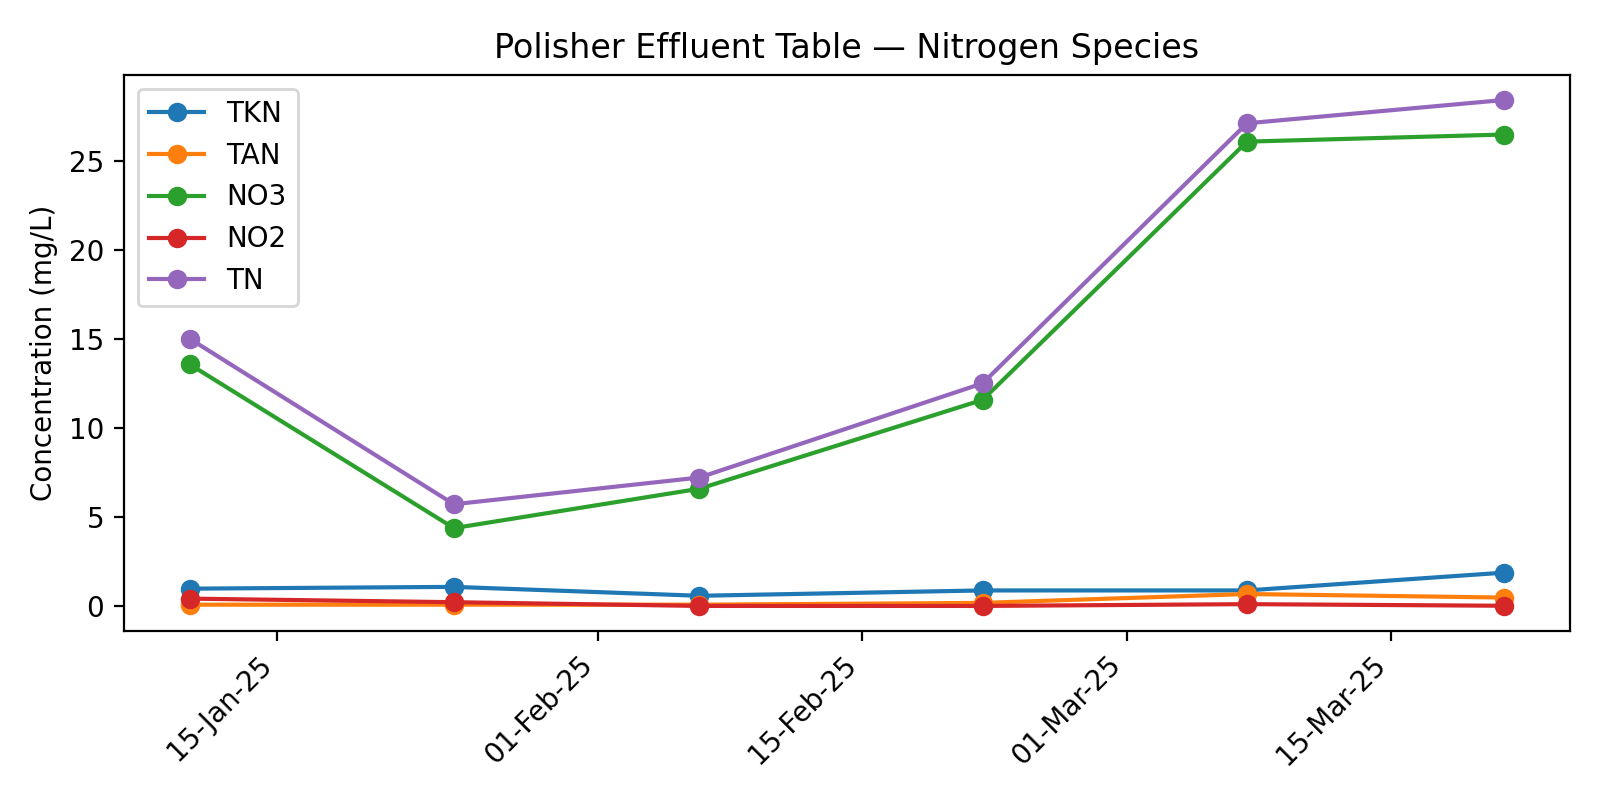 Polisher Effluent Table — Nitrogen Species
TKN
TAN
NO3
NO2
TN
Concentration (mg/L)
25
20
15
10
5
0
15-Jan-25
01-Feb-25
15-Feb-25
01-Mar-25
15-Mar-25